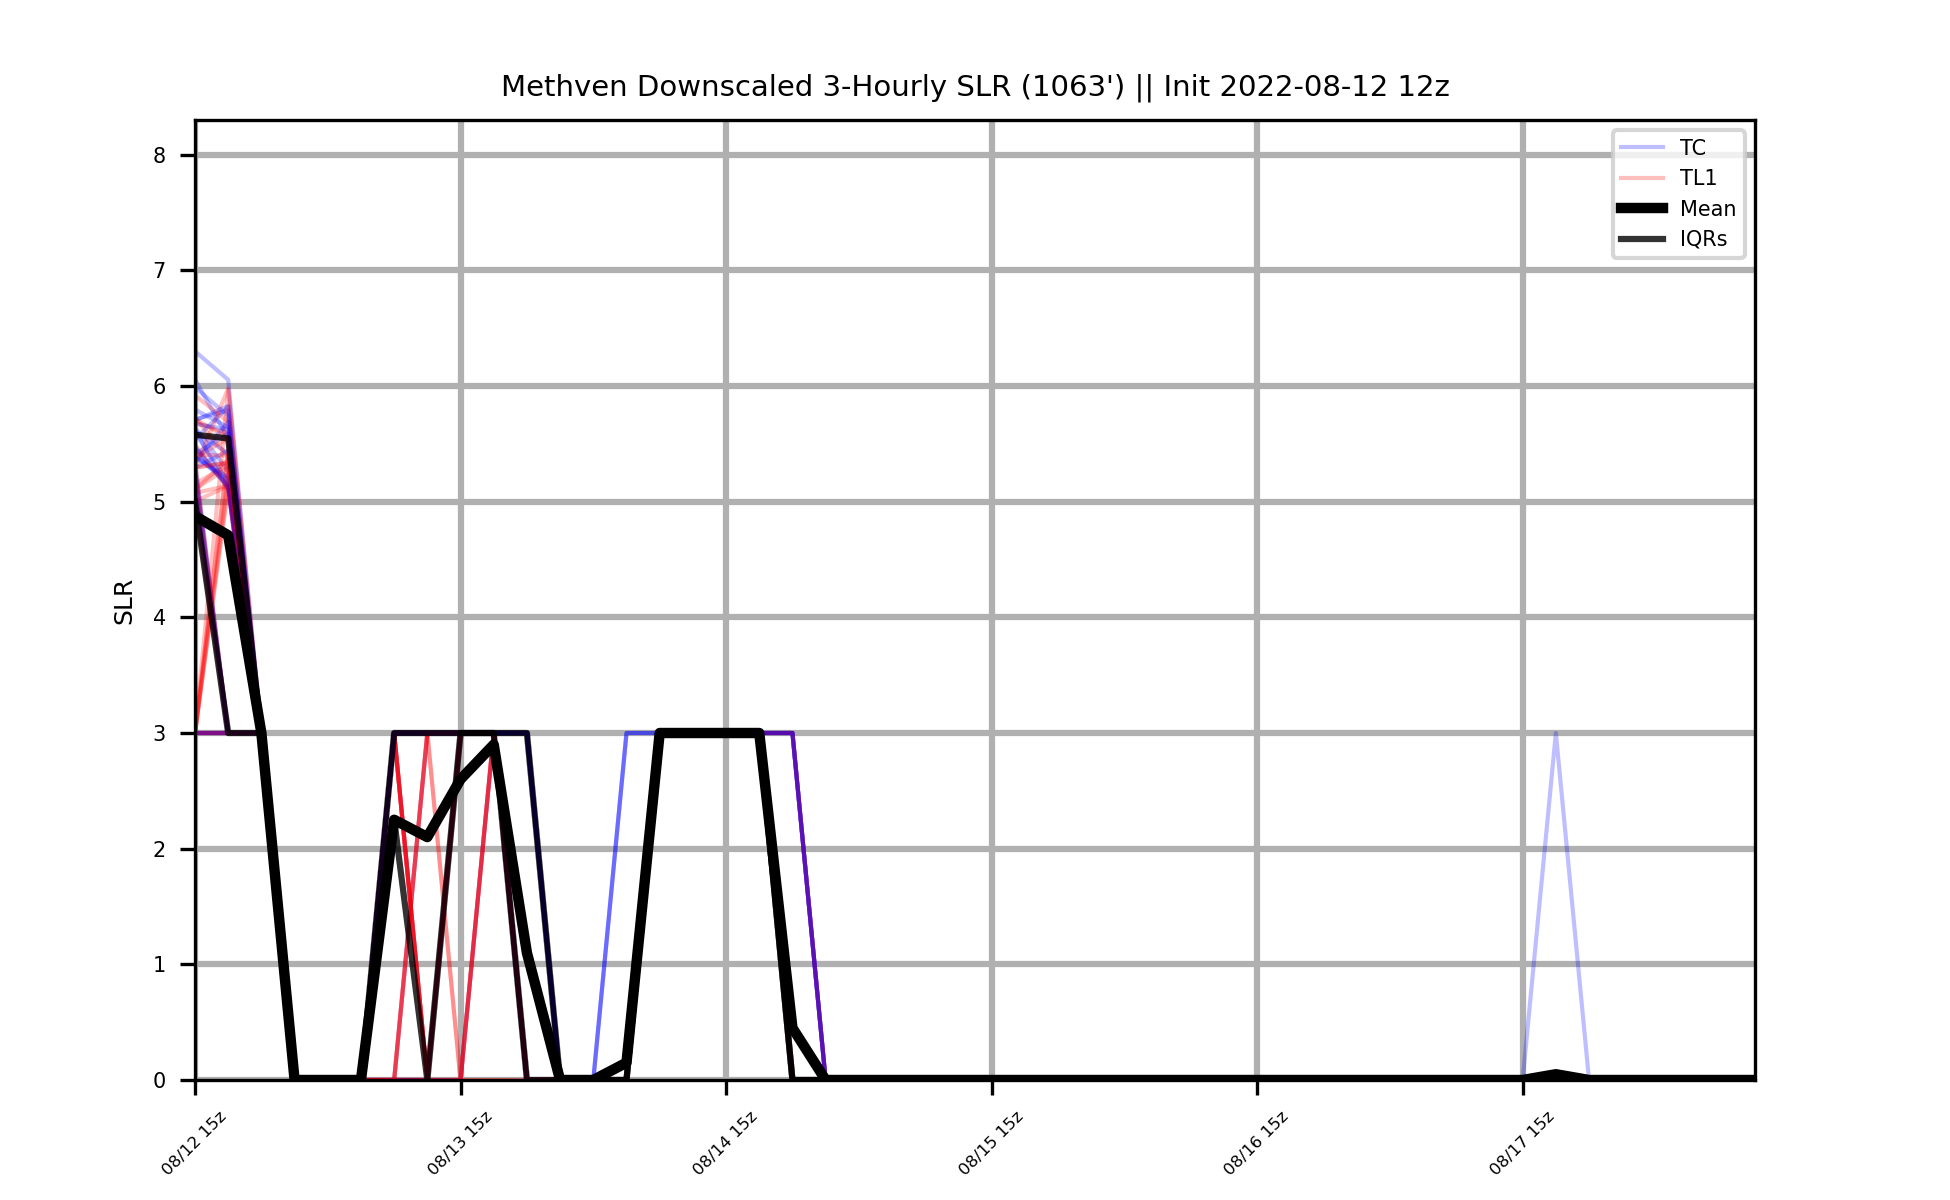 Methven Downscaled 3-Hourly SLR (1063') || Init 2022-08-12 12z
TC
TL1
Mean
IQRs
SLR
8
7
6
5
4
3
2
1
0
08/12 15z
08/13 15z
08/14 15z
08/15 15z
08/16 15z
08/17 15z